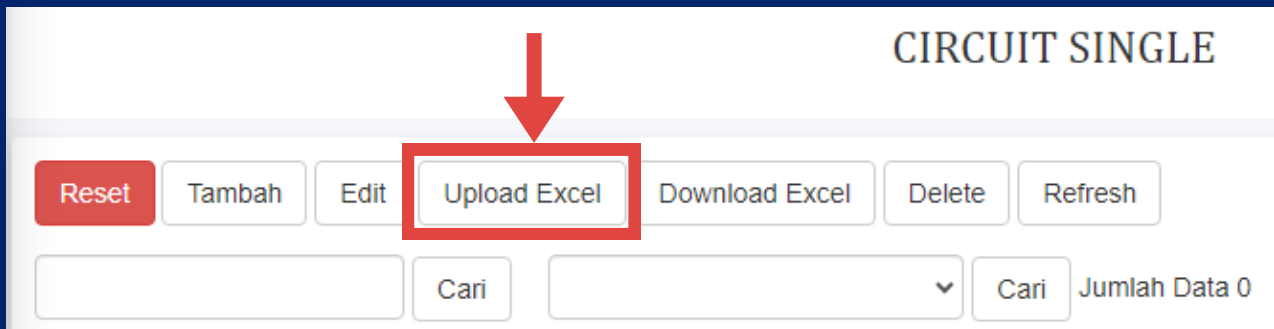 CIRCUIT SINGLE
Reset Tambah Edit Upload Excel Download Excel Delete Refresh
Cari Cari Jumlah Data 0